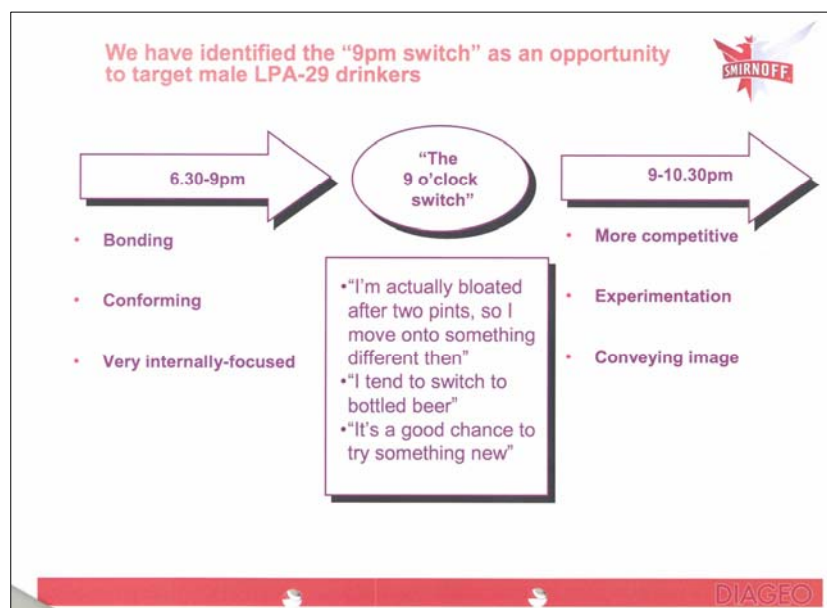 We have identified the “9pm switch” as an opportunity
to target male LPA-29 drinkers
SMIRNOFF
6.30-9pm
• Bonding
• Conforming
• Very internally-focused
“The
9 o’clock
switch”
•“I’m actually bloated
after two pints, so I
move onto something
different then”
•“I tend to switch to
bottled beer”
•“It’s a good chance to
try something new”
9-10.30pm
• More competitive
• Experimentation
• Conveying image
DIAGEO